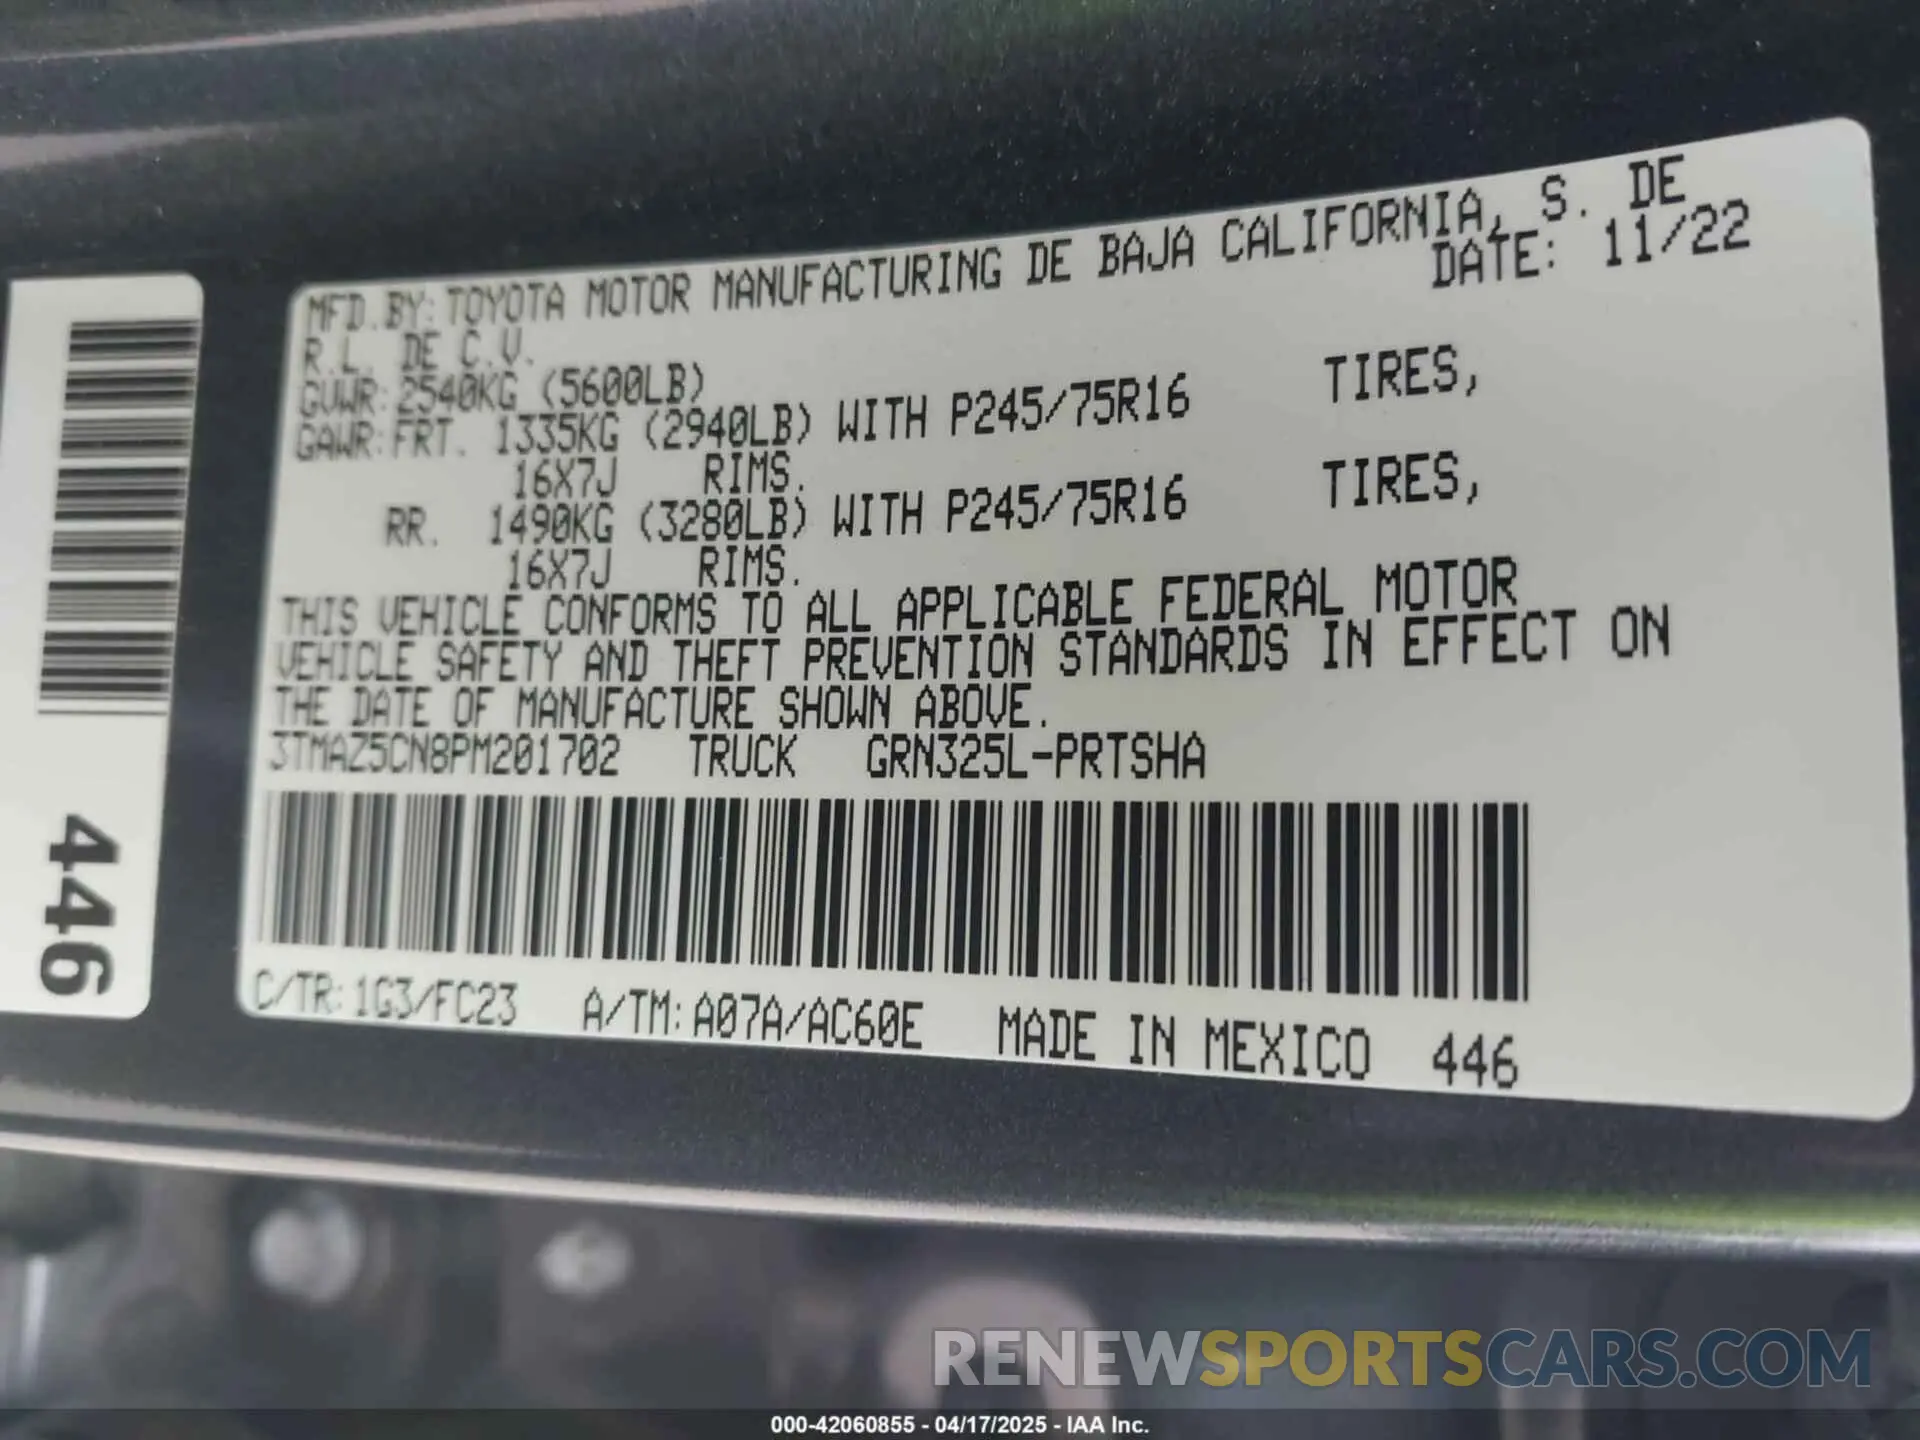 MFD.BY: TOYOTA MOTOR MANUFACTURING DE BAJA CALIFORNIA, S. DE
R.L. DE C.V. DATE: 11/22
GVWR: 2540KG (5600LB)
GAWR: FRT. 1335KG (2940LB) WITH P245/75R16 TIRES,
16X7J RIMS.
RR. 1490KG (3280LB) WITH P245/75R16 TIRES,
16X7J RIMS.
THIS VEHICLE CONFORMS TO ALL APPLICABLE FEDERAL MOTOR
VEHICLE SAFETY AND THEFT PREVENTION STANDARDS IN EFFECT ON
THE DATE OF MANUFACTURE SHOWN ABOVE.
3TMAZ5CN8PM201702 TRUCK GRN325L-PRTSHA
C/TR: 1G3/FC23 A/TM: A07A/AC60E MADE IN MEXICO 446
446
RENEWSPORTSCARS.COM
000-42060855 - 04/17/2025 - IAA Inc.